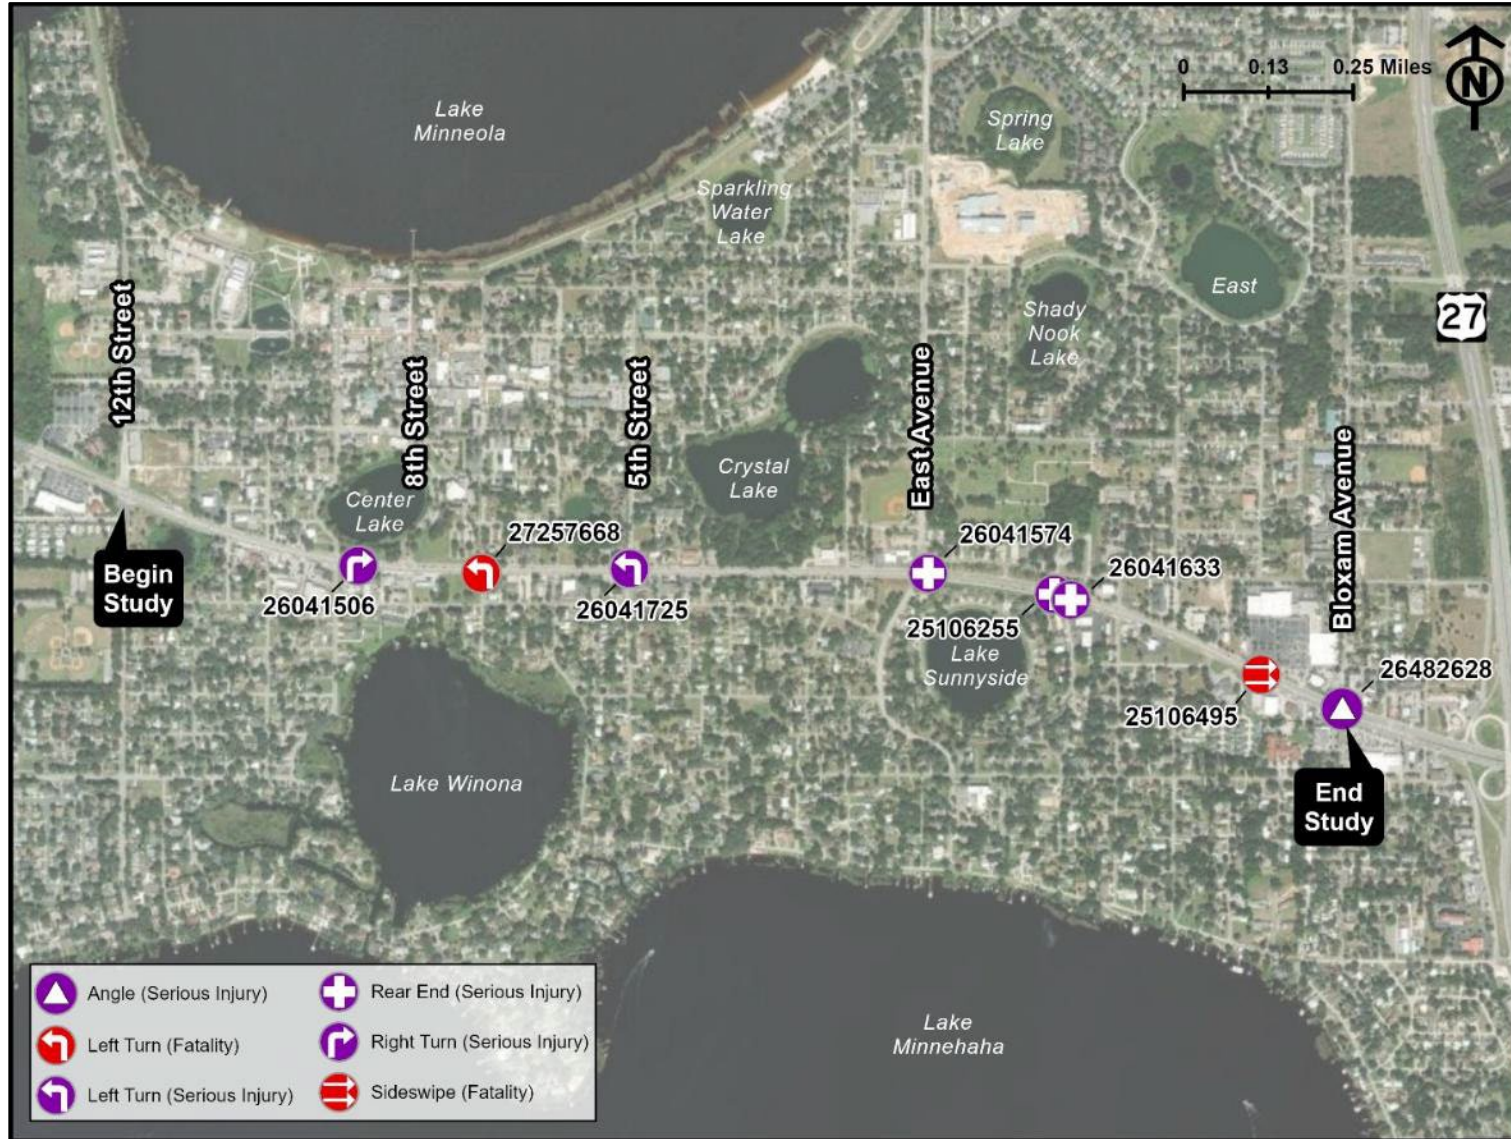 0 0.13 0.25 Miles
N
Lake
Minneola
Spring
Lake
Sparkling
Water
Lake
East
Shady
Nook
Lake
27
12th Street
8th Street
5th Street
East Avenue
Bloxam Avenue
Crystal
Lake
Center
Lake
Begin
Study
26041506
27257668
26041725
26041574
25106255
26041633
Lake
Sunnyside
25106495
26482628
End
Study
Lake Winona
Lake
Minnehaha
Angle (Serious Injury)
Left Turn (Fatality)
Left Turn (Serious Injury)
Rear End (Serious Injury)
Right Turn (Serious Injury)
Sideswipe (Fatality)